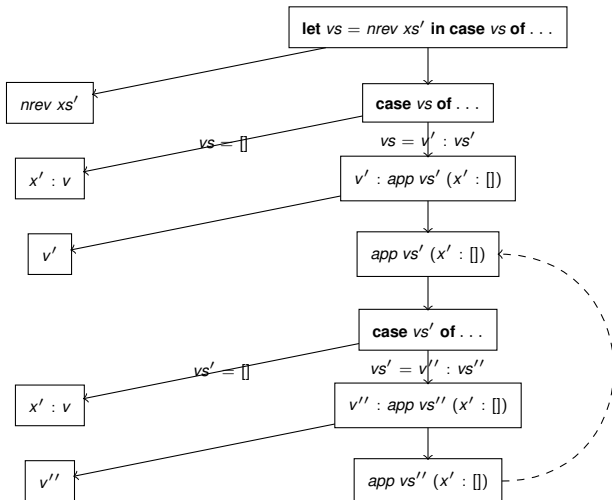 let vs = nrev xs′ in case vs of . . .
nrev xs′
case vs of . . .
vs = []
vs = v′ : vs′
x′ : v
v′ : app vs′ (x′ : [])
v′
app vs′ (x′ : [])
case vs′ of . . .
vs′ = []
vs′ = v′′ : vs′′
x′ : v
v′′ : app vs′′ (x′ : [])
v′′
app vs′′ (x′ : [])